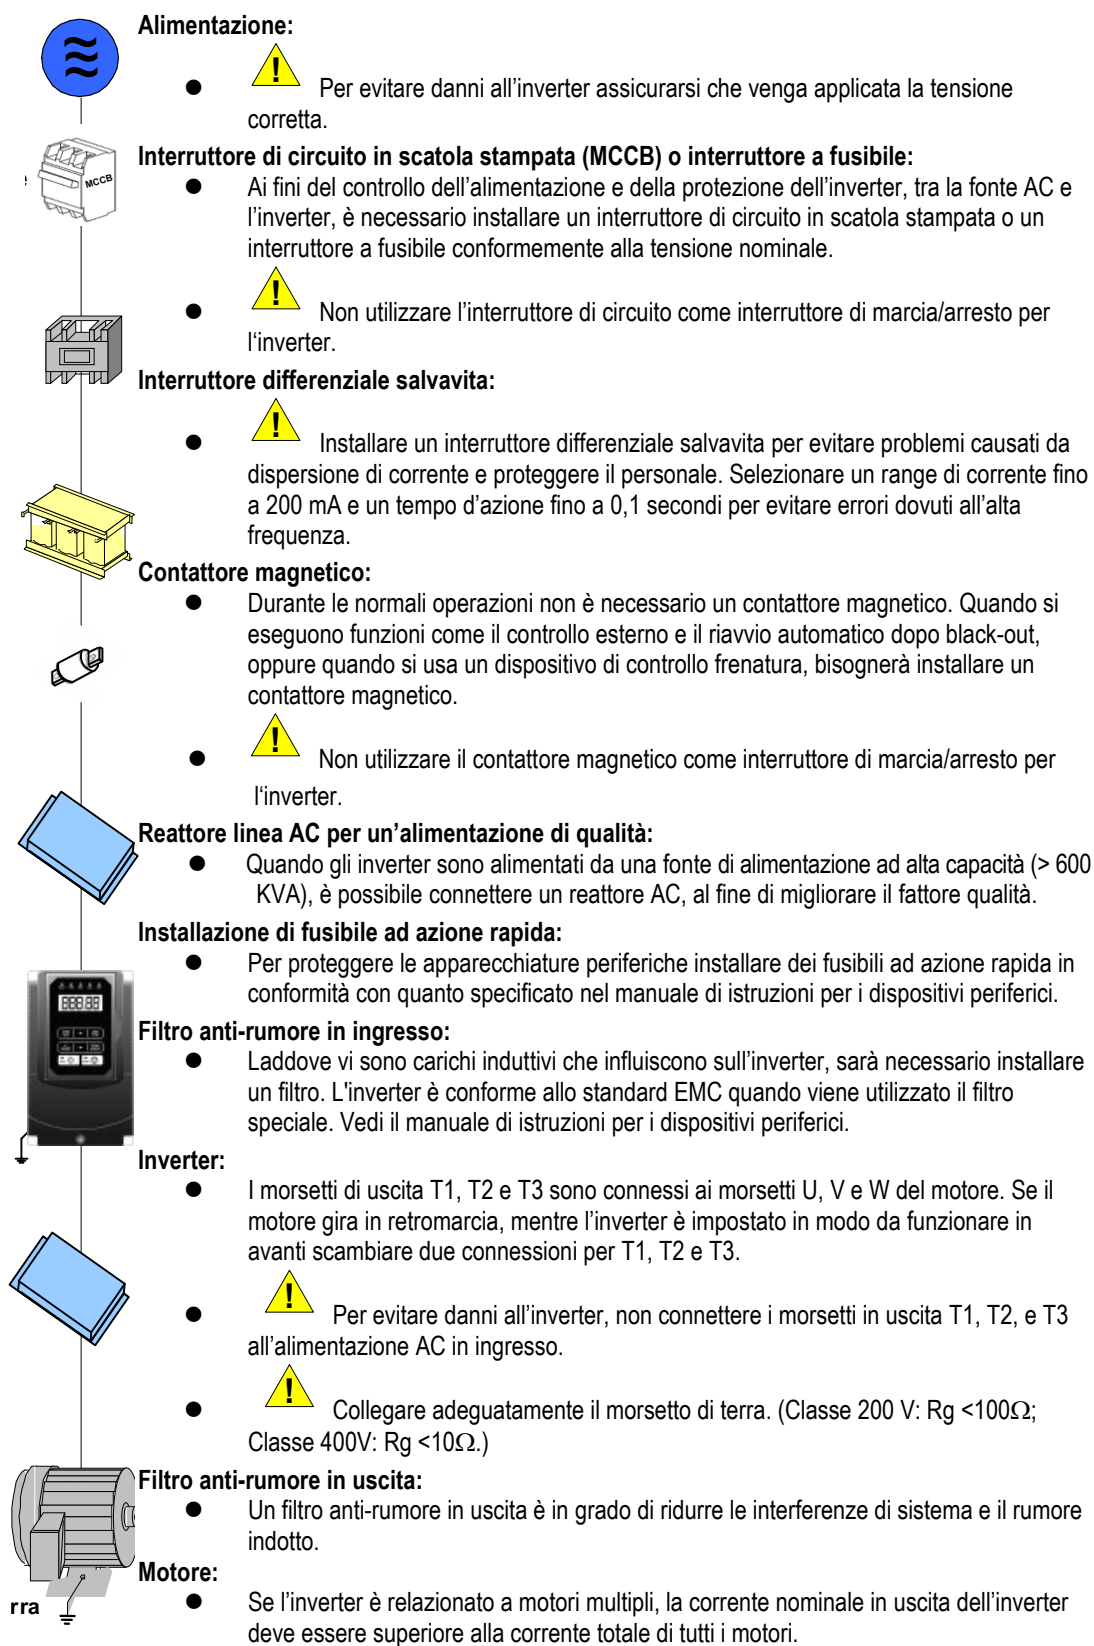 Alimentazione:
● ! Per evitare danni all’inverter assicurarsi che venga applicata la tensione
corretta.
Interruttore di circuito in scatola stampata (MCCB) o interruttore a fusibile:
MCCB
● Ai fini del controllo dell’alimentazione e della protezione dell’inverter, tra la fonte AC e
l’inverter, è necessario installare un interruttore di circuito in scatola stampata o un
interruttore a fusibile conformemente alla tensione nominale.
● ! Non utilizzare l’interruttore di circuito come interruttore di marcia/arresto per
l‘inverter.
Interruttore differenziale salvavita:
● ! Installare un interruttore differenziale salvavita per evitare problemi causati da
dispersione di corrente e proteggere il personale. Selezionare un range di corrente fino
a 200 mA e un tempo d’azione fino a 0,1 secondi per evitare errori dovuti all’alta
frequenza.
Contattore magnetico:
● Durante le normali operazioni non è necessario un contattore magnetico. Quando si
eseguono funzioni come il controllo esterno e il riavvio automatico dopo black-out,
oppure quando si usa un dispositivo di controllo frenatura, bisognerà installare un
contattore magnetico.
● ! Non utilizzare il contattore magnetico come interruttore di marcia/arresto per
l‘inverter.
Reattore linea AC per un’alimentazione di qualità:
● Quando gli inverter sono alimentati da una fonte di alimentazione ad alta capacità (> 600
KVA), è possibile connettere un reattore AC, al fine di migliorare il fattore qualità.
Installazione di fusibile ad azione rapida:
● Per proteggere le apparecchiature periferiche installare dei fusibili ad azione rapida in
conformità con quanto specificato nel manuale di istruzioni per i dispositivi periferici.
Filtro anti-rumore in ingresso:
● Laddove vi sono carichi induttivi che influiscono sull’inverter, sarà necessario installare
un filtro. L'inverter è conforme allo standard EMC quando viene utilizzato il filtro
speciale. Vedi il manuale di istruzioni per i dispositivi periferici.
Inverter:
● I morsetti di uscita T1, T2 e T3 sono connessi ai morsetti U, V e W del motore. Se il
motore gira in retromarcia, mentre l’inverter è impostato in modo da funzionare in
avanti scambiare due connessioni per T1, T2 e T3.
● ! Per evitare danni all’inverter, non connettere i morsetti in uscita T1, T2, e T3
all’alimentazione AC in ingresso.
● ! Collegare adeguatamente il morsetto di terra. (Classe 200 V: Rg <100Ω;
Classe 400V: Rg <10Ω.)
Filtro anti-rumore in uscita:
● Un filtro anti-rumore in uscita è in grado di ridurre le interferenze di sistema e il rumore
indotto.
Motore:
● Se l’inverter è relazionato a motori multipli, la corrente nominale in uscita dell’inverter
deve essere superiore alla corrente totale di tutti i motori.
rra